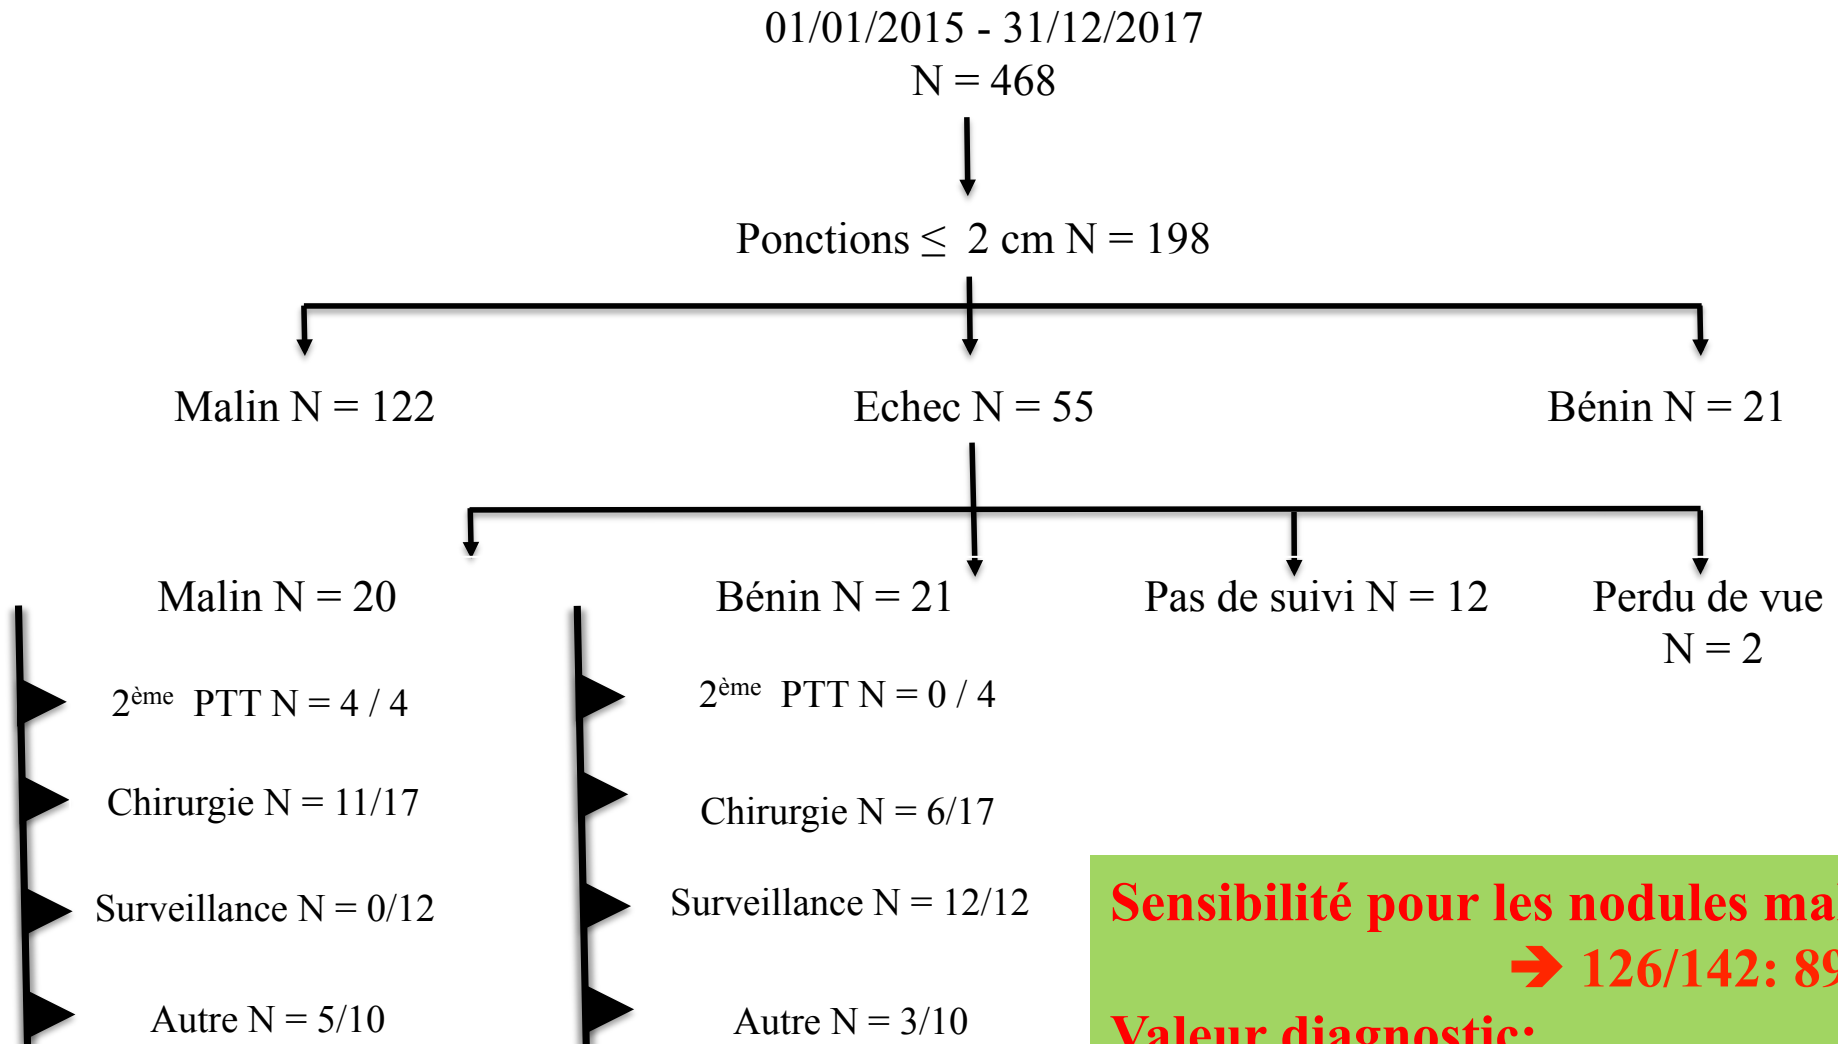 01/01/2015 - 31/12/2017
N = 468
Ponctions ≤ 2 cm N = 198
Malin N = 122
Echec N = 55
Bénin N = 21
Malin N = 20
Bénin N = 21
Pas de suivi N = 12
Perdu de vue
N = 2
2ème PTT N = 4 / 4
2ème PTT N = 0 / 4
Chirurgie N = 11/17
Chirurgie N = 6/17
Surveillance N = 0/12
Surveillance N = 12/12
Autre N = 5/10
Autre N = 3/10
Sensibilité pour les nodules
➔ 126/142: 89
Valeur diagnostic: